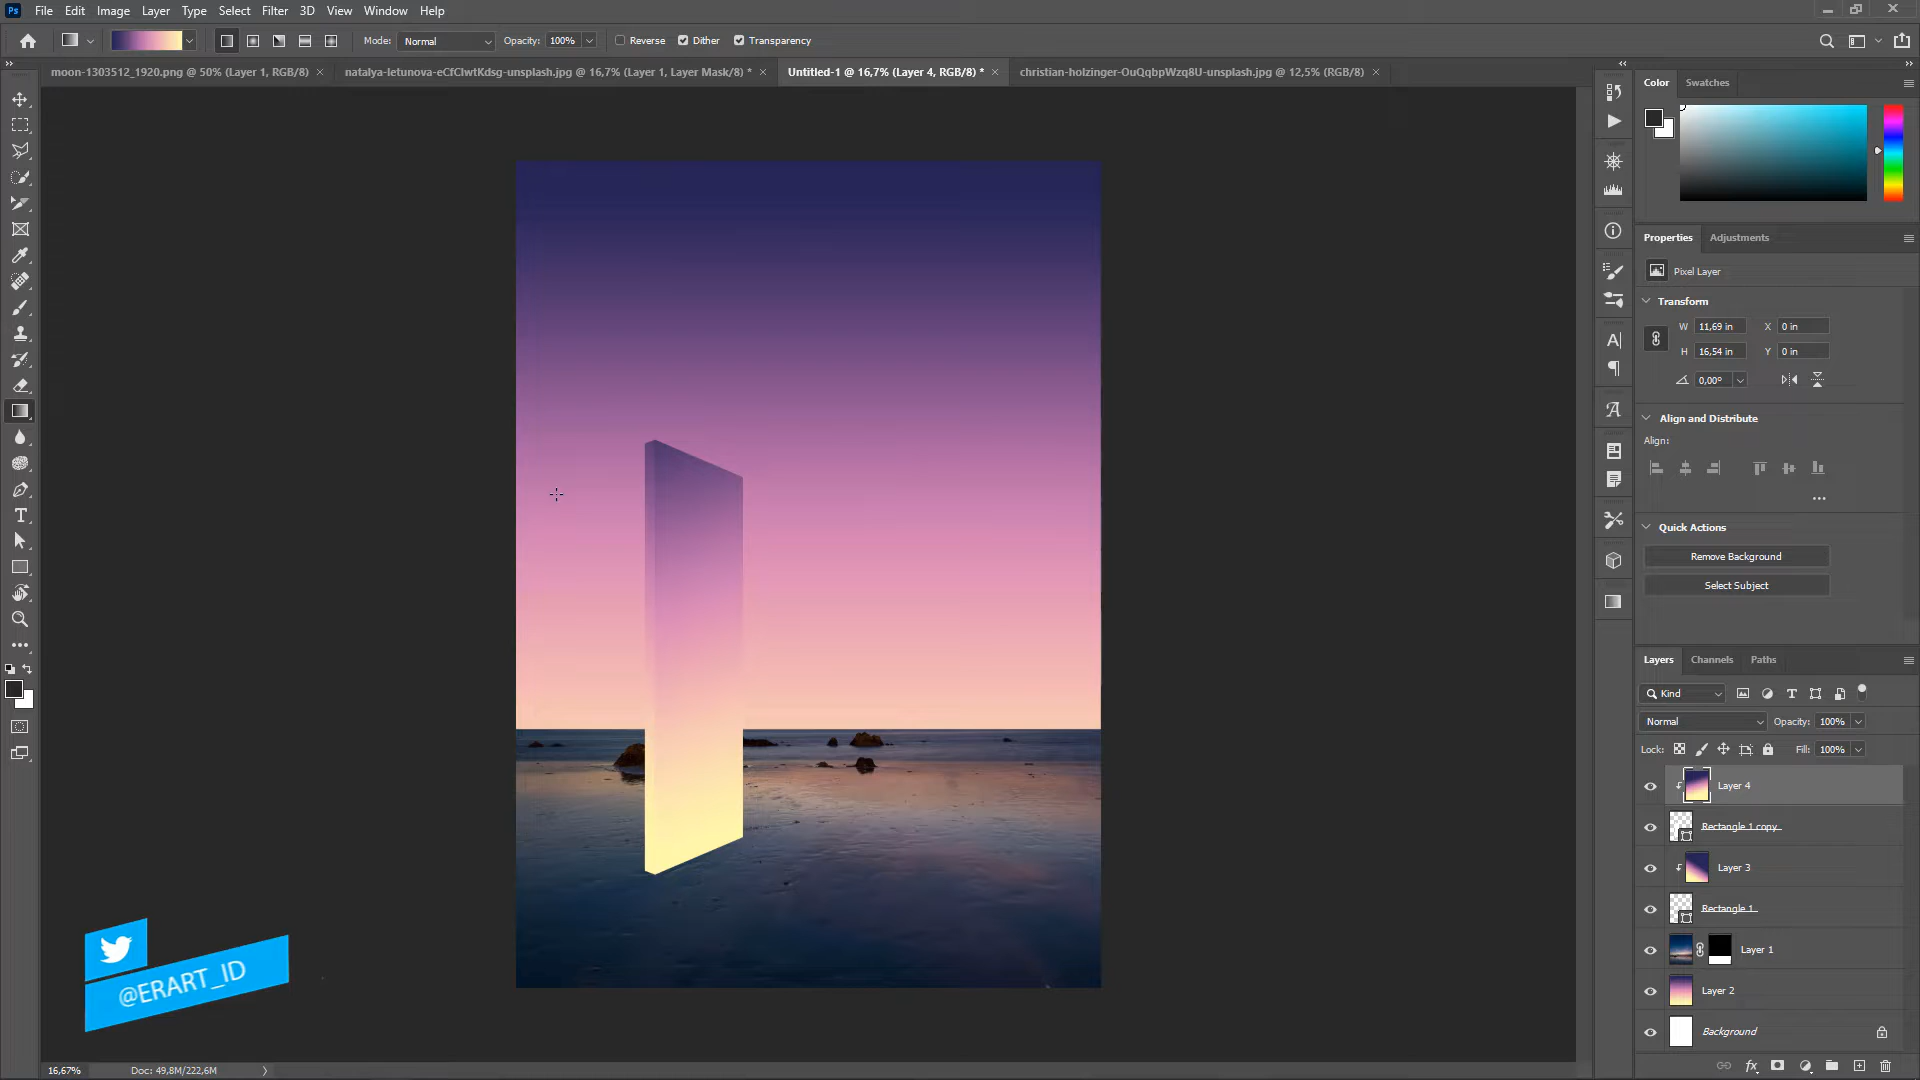 Ps File Edit Image Layer Type Select Filter 3D View Window Help
Mode: Normal Opacity: 100% Reverse Dither Transparency
moon-1303512_1920.png @ 50% (Layer 1, RGB/8) natalya-letunova-eCfClwtKdsg-unsplash.jpg @ 16,7% (Layer 1, Layer Mask/8) * Untitled-1 @ 16,7% (Layer 4, RGB/8) * christian-holzinger-OuQqbpWzq8U-unsplash.jpg @ 12,5% (RGB/8)
Color Swatches
Properties Adjustments
Pixel Layer
Transform
W 11,69 in X 0 in
H 16,54 in Y 0 in
0,00°
Align and Distribute
Align:
Quick Actions
Remove Background
Select Subject
Layers Channels Paths
Kind
Normal Opacity: 100%
Lock: Fill: 100%
Layer 4
Rectangle 1 copy
Layer 3
Rectangle 1
Layer 1
Layer 2
Background
@ERART_ID
16,67% Doc: 49,8M/222,6M